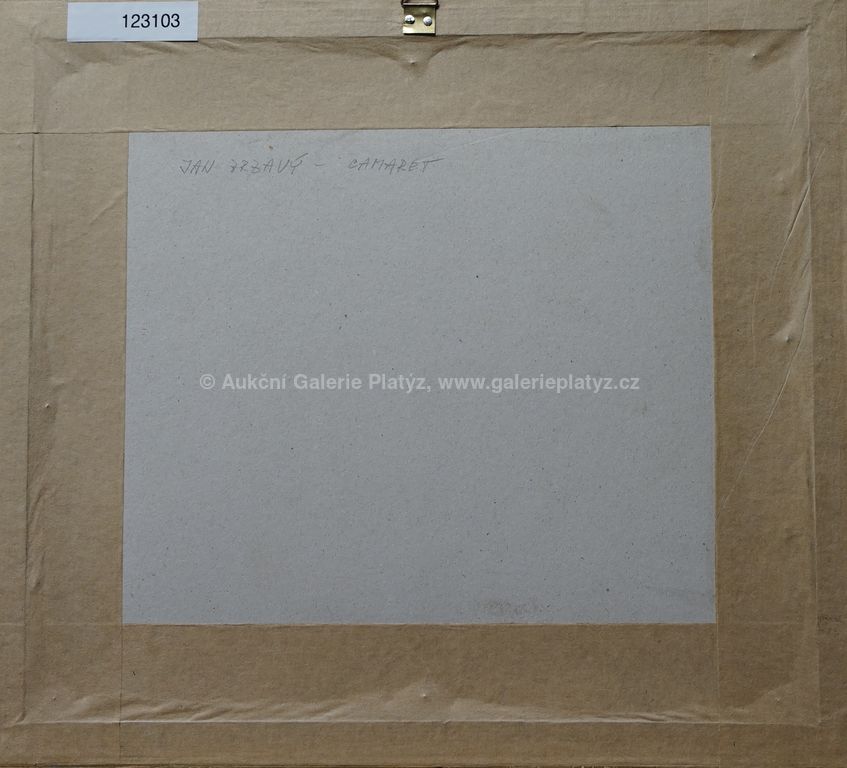 123103
JAN ZRZAVÝ - CAMARET
© Aukční Galerie Platýz, www.galerieplatyz.cz